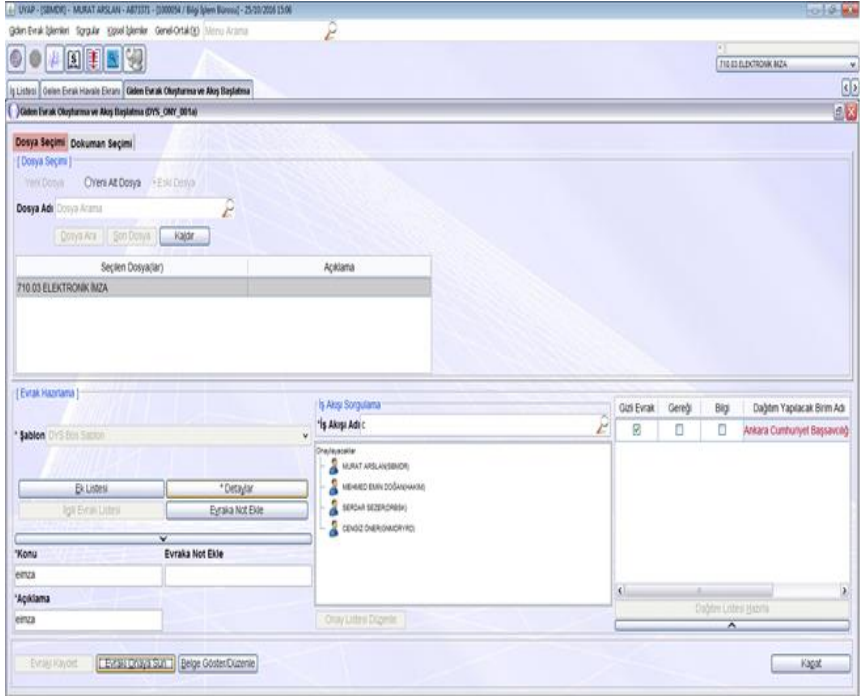 UYAP - [SBMDR] - MURAT ARSLAN - AB73371 - [1000054 / Bilgi İşlem Bürosu] - 25/10/2016 15:06
Giden Evrak İşlemleri Sorgular Kişisel İşlemler Genel-Ortak(X) Menu Arama
710.03 ELEKTRONİK İMZA
İş Listesi Gelen Evrak Havale Ekranı Giden Evrak Oluşturma ve Akış Başlatma
Giden Evrak Oluşturma ve Akış Başlatma (DYS_ONY_001a)
Dosya Seçimi Dokuman Seçimi
[ Dosya Seçimi ]
Yeni Dosya Yeni Alt Dosya Eski Dosya
Dosya Adı Dosya Arama
Dosya Ara Son Dosya Kaldır
Seçilen Dosya(lar) Açıklama
710.03 ELEKTRONİK İMZA
[ Evrak Hazırlama ]
* Şablon DYS Boş Sablon
Ek Listesi * Detaylar
İlgili Evrak Listesi Evraka Not Ekle
*Konu Evraka Not Ekle
eimza
*Açıklama
eimza
İş Akışı Sorgulama
*İş Akışı Adı c
Onaylayacaklar
MURAT ARSLAN(SBMDR)
MEHMED EMİN DOĞAN(HAKİM)
SERDAR SEZER(DRBSK)
CENGİZ ÖNER(GNMDRYRD)
Onay Listesi Düzenle
Gizli Evrak Gereği Bilgi Dağıtım Yapılacak Birim Adı
Ankara Cumhuriyet Başsavcılığ
Dağıtım Listesi Hazırla
Evrakı Kaydet Evrakı Onaya Sun Belge Göster/Düzenle Kapat